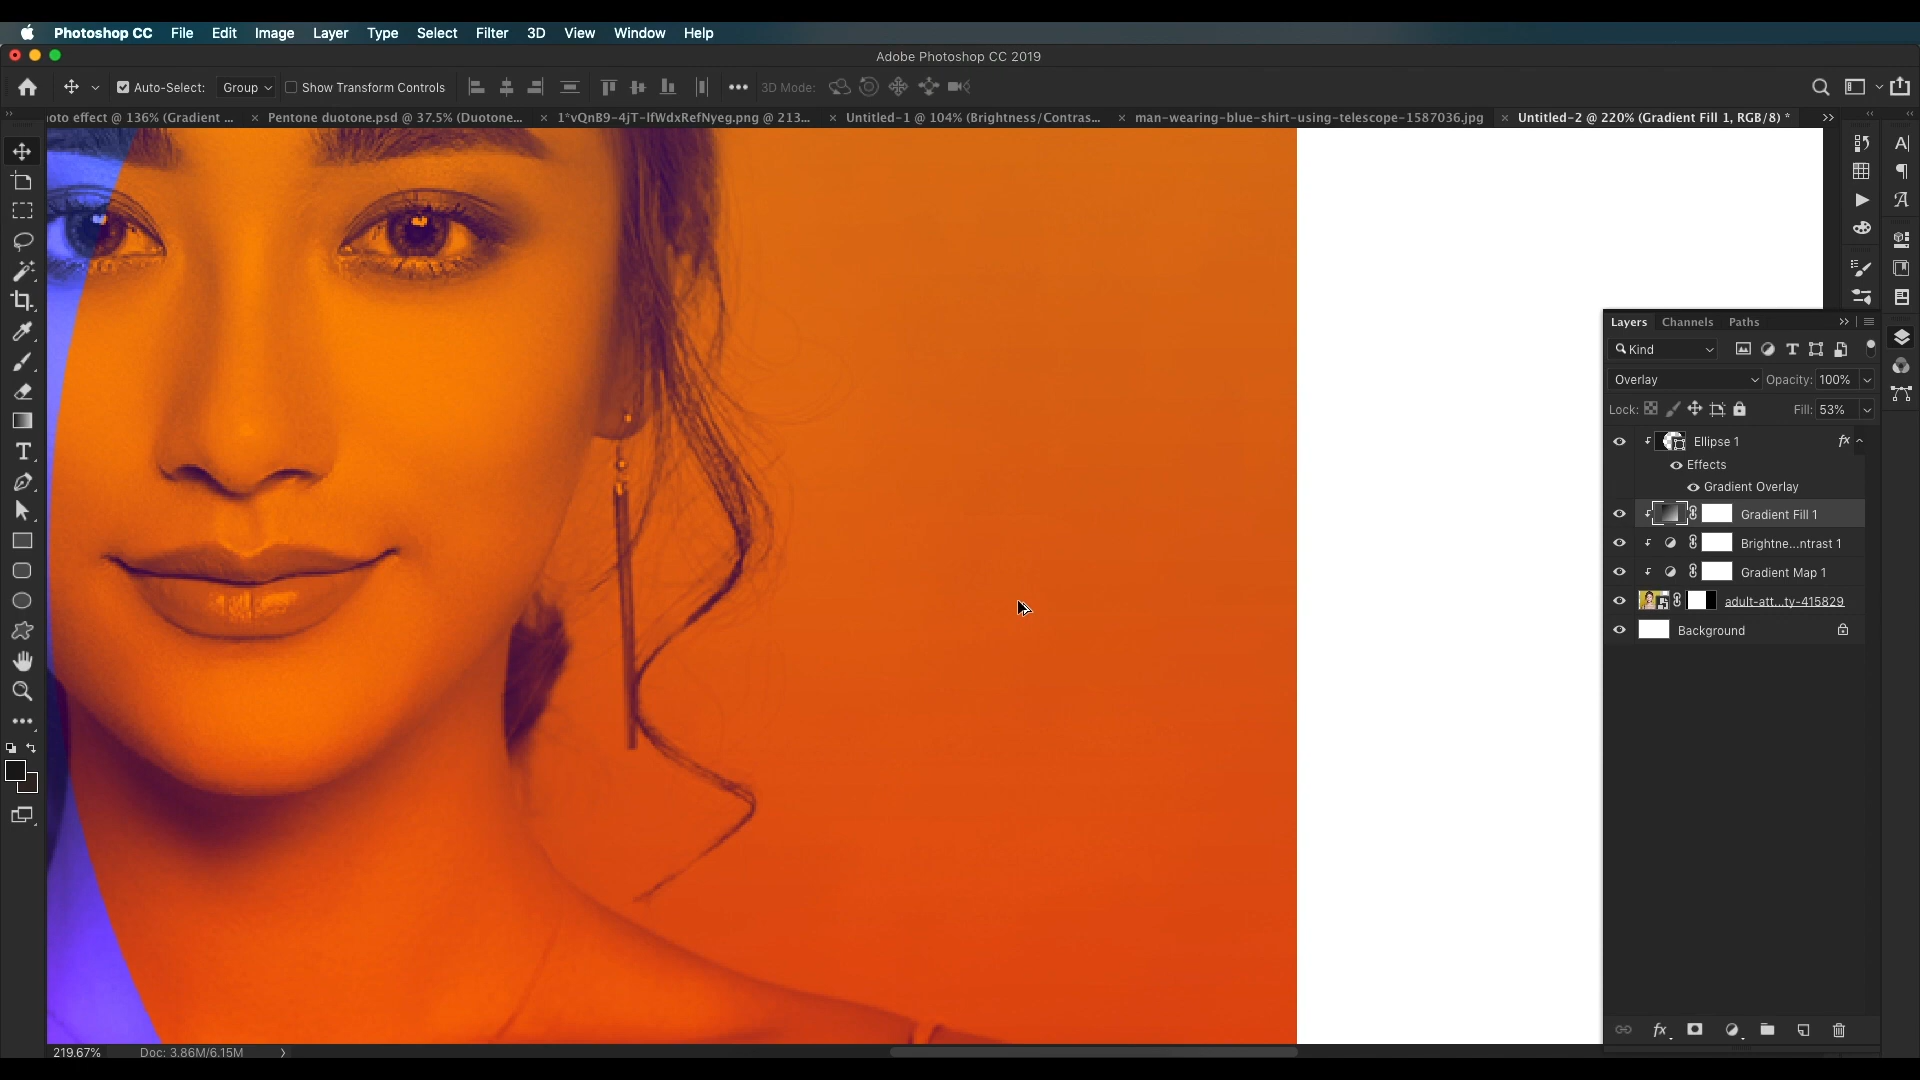 Photoshop CC File Edit Image Layer Type Select Filter 3D View Window Help
Adobe Photoshop CC 2019
Auto-Select: Group Show Transform Controls 3D Mode:
oto effect @ 136% (Gradient ... Pentone duotone.psd @ 37.5% (Duotone... 1*vQnB9-4jT-IfWdxRefNyeg.png @ 213... Untitled-1 @ 104% (Brightness/Contras... man-wearing-blue-shirt-using-telescope-1587036.jpg Untitled-2 @ 220% (Gradient Fill 1, RGB/8) *
Layers Channels Paths
Kind
Overlay Opacity: 100%
Lock: Fill: 53%
Ellipse 1 fx
Effects
Gradient Overlay
Gradient Fill 1
Brightne...ntrast 1
Gradient Map 1
adult-att...ty-415829
Background
fx
219.67% Doc: 3.86M/6.15M